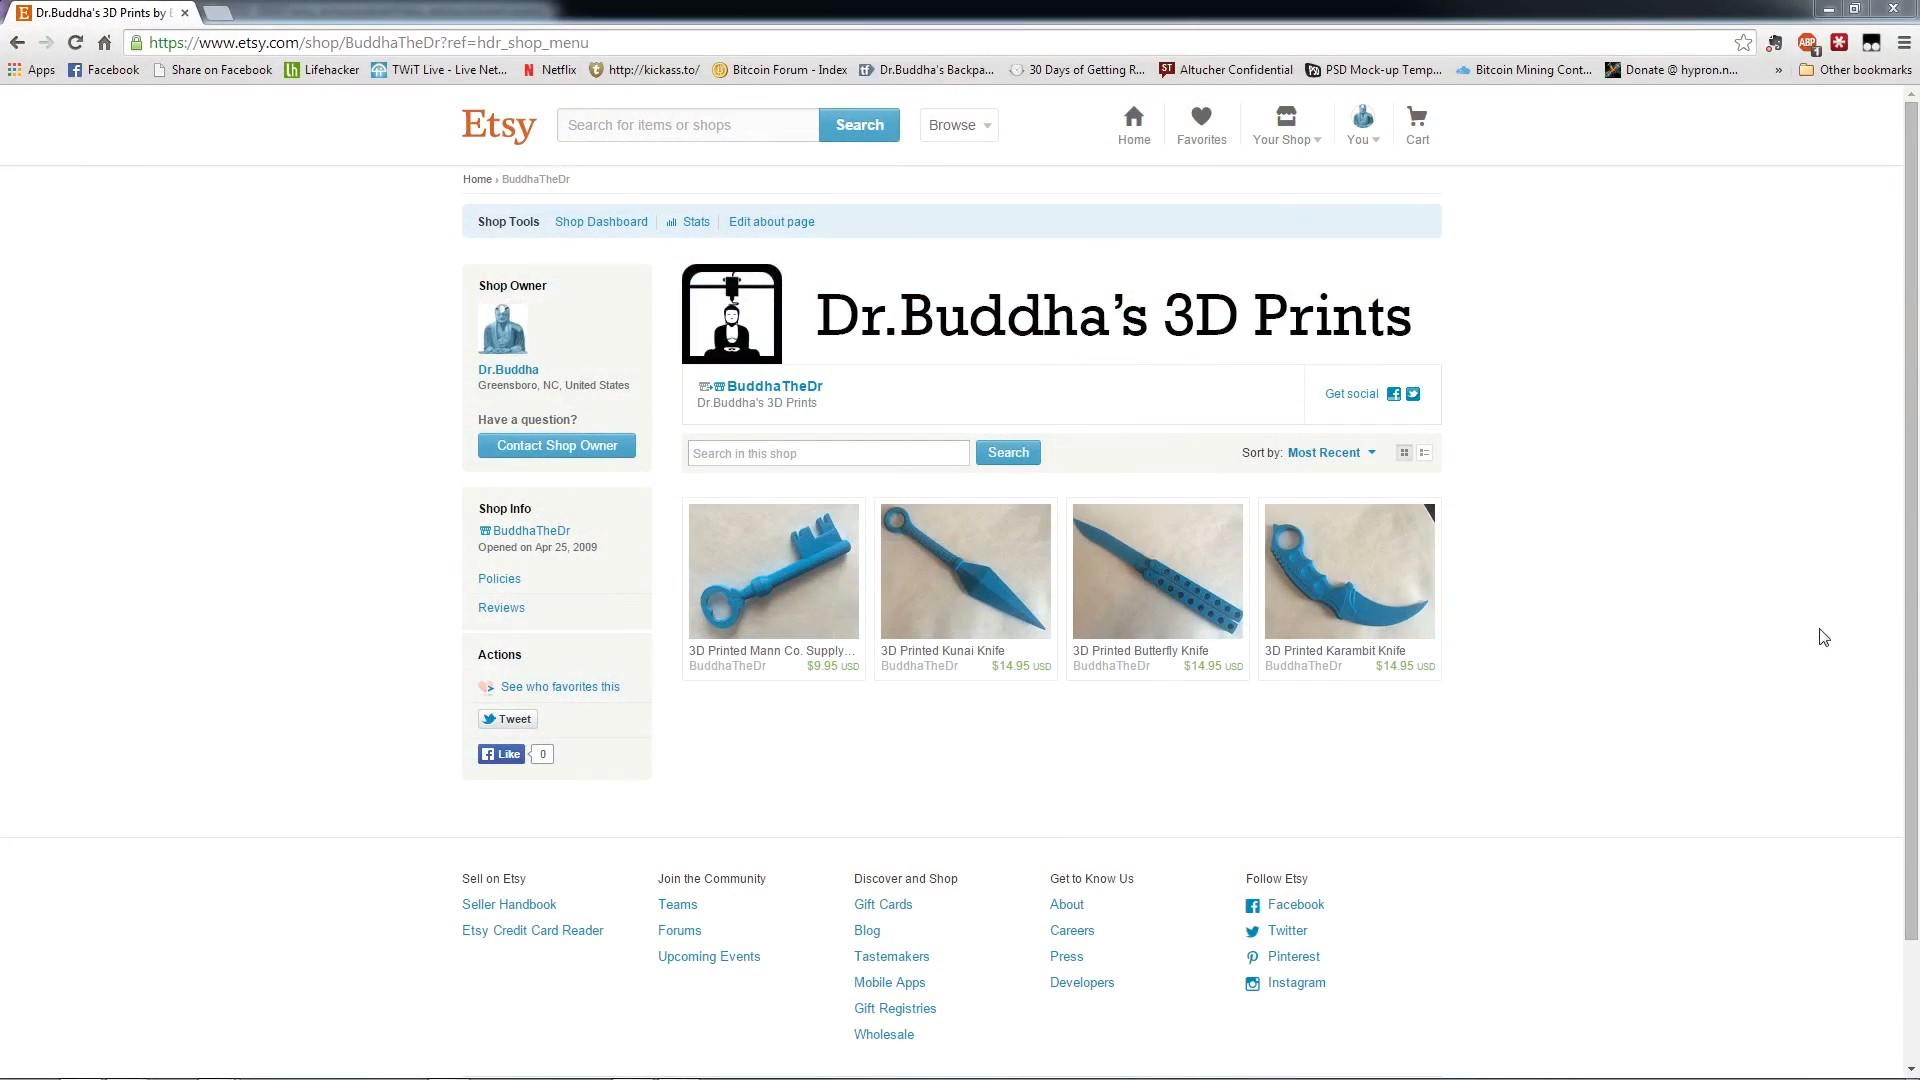 Dr.Buddha's 3D Prints by
https://www.etsy.com/shop/BuddhaTheDr?ref=hdr_shop_menu
Apps Facebook Share on Facebook Lifehacker TWiT Live - Live Net... Netflix http://kickass.to/ Bitcoin Forum - Index Dr.Buddha's Backpa... 30 Days of Getting R... Altucher Confidential PSD Mock-up Temp... Bitcoin Mining Cont... Donate @ hypron.n... » Other bookmarks
Etsy Search for items or shops Search Browse Home Favorites Your Shop You Cart
Home › BuddhaTheDr
Shop Tools Shop Dashboard Stats Edit about page
Shop Owner
Dr.Buddha
Greensboro, NC, United States
Have a question?
Contact Shop Owner
Shop Info
BuddhaTheDr
Opened on Apr 25, 2009
Policies
Reviews
Actions
See who favorites this
Tweet
Like 0
Dr.Buddha's 3D Prints
BuddhaTheDr
Dr.Buddha's 3D Prints
Get social
Search in this shop Search Sort by: Most Recent
3D Printed Mann Co. Supply...
BuddhaTheDr $9.95 USD
3D Printed Kunai Knife
BuddhaTheDr $14.95 USD
3D Printed Butterfly Knife
BuddhaTheDr $14.95 USD
3D Printed Karambit Knife
BuddhaTheDr $14.95 USD
Sell on Etsy
Seller Handbook
Etsy Credit Card Reader
Join the Community
Teams
Forums
Upcoming Events
Discover and Shop
Gift Cards
Blog
Tastemakers
Mobile Apps
Gift Registries
Wholesale
Get to Know Us
About
Careers
Press
Developers
Follow Etsy
Facebook
Twitter
Pinterest
Instagram